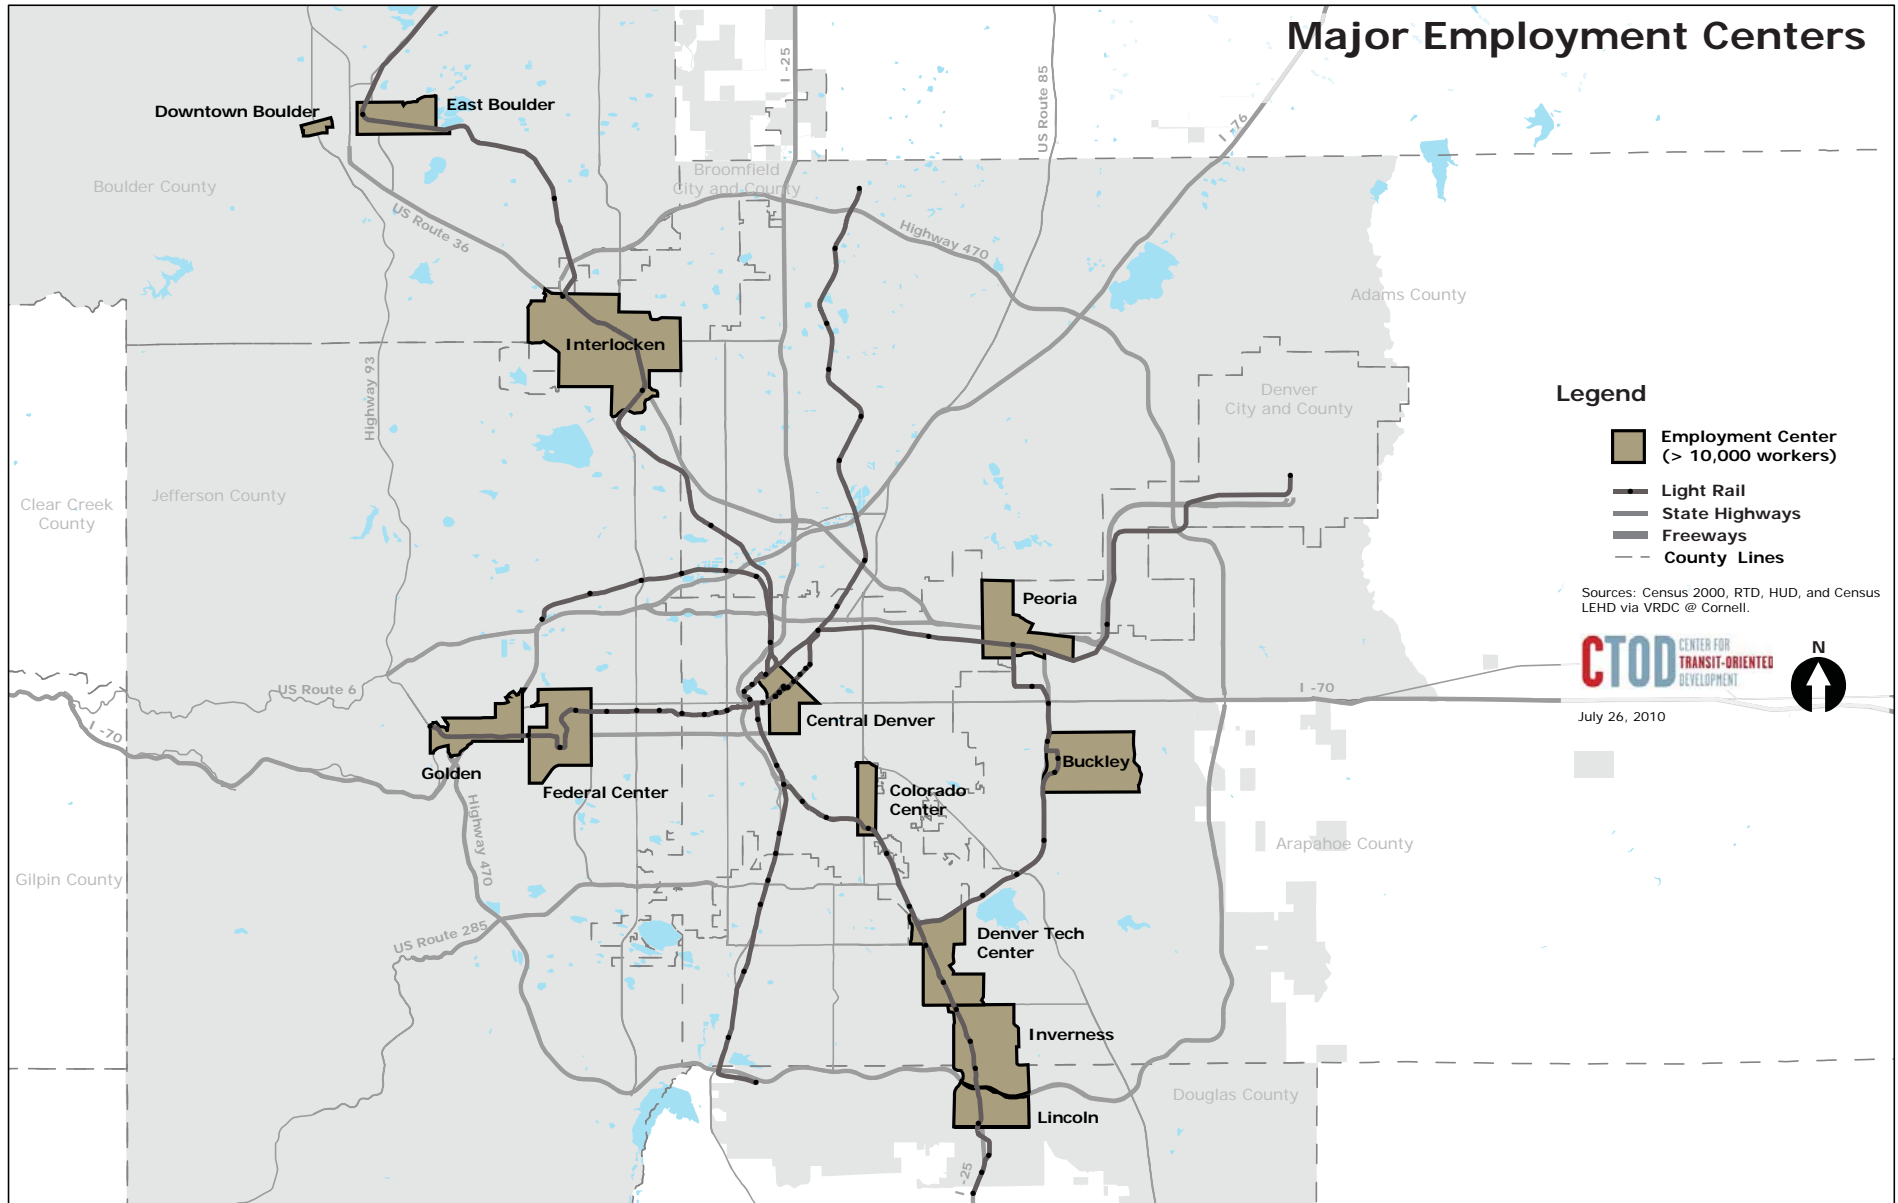 Major Employment Centers
I -25
US Route 85
I -76
Downtown Boulder
East Boulder
Boulder County
Broomfield
City and County
US Route 36
Highway 470
Adams County
Interlocken
Highway 93
Denver
City and County
Legend
Employment Center
(> 10,000 workers)
Light Rail
State Highways
Freeways
County Lines
Sources: Census 2000, RTD, HUD, and Census
LEHD via VRDC @ Cornell.
CTOD
CENTER FOR
TRANSIT-ORIENTED
DEVELOPMENT
N
July 26, 2010
Clear Creek
County
Jefferson County
Peoria
US Route 6
I -70
I -70
Central Denver
Golden
Federal Center
Buckley
Colorado
Center
Highway 470
Arapahoe County
Gilpin County
US Route 285
Denver Tech
Center
Inverness
Douglas County
Lincoln
I -25